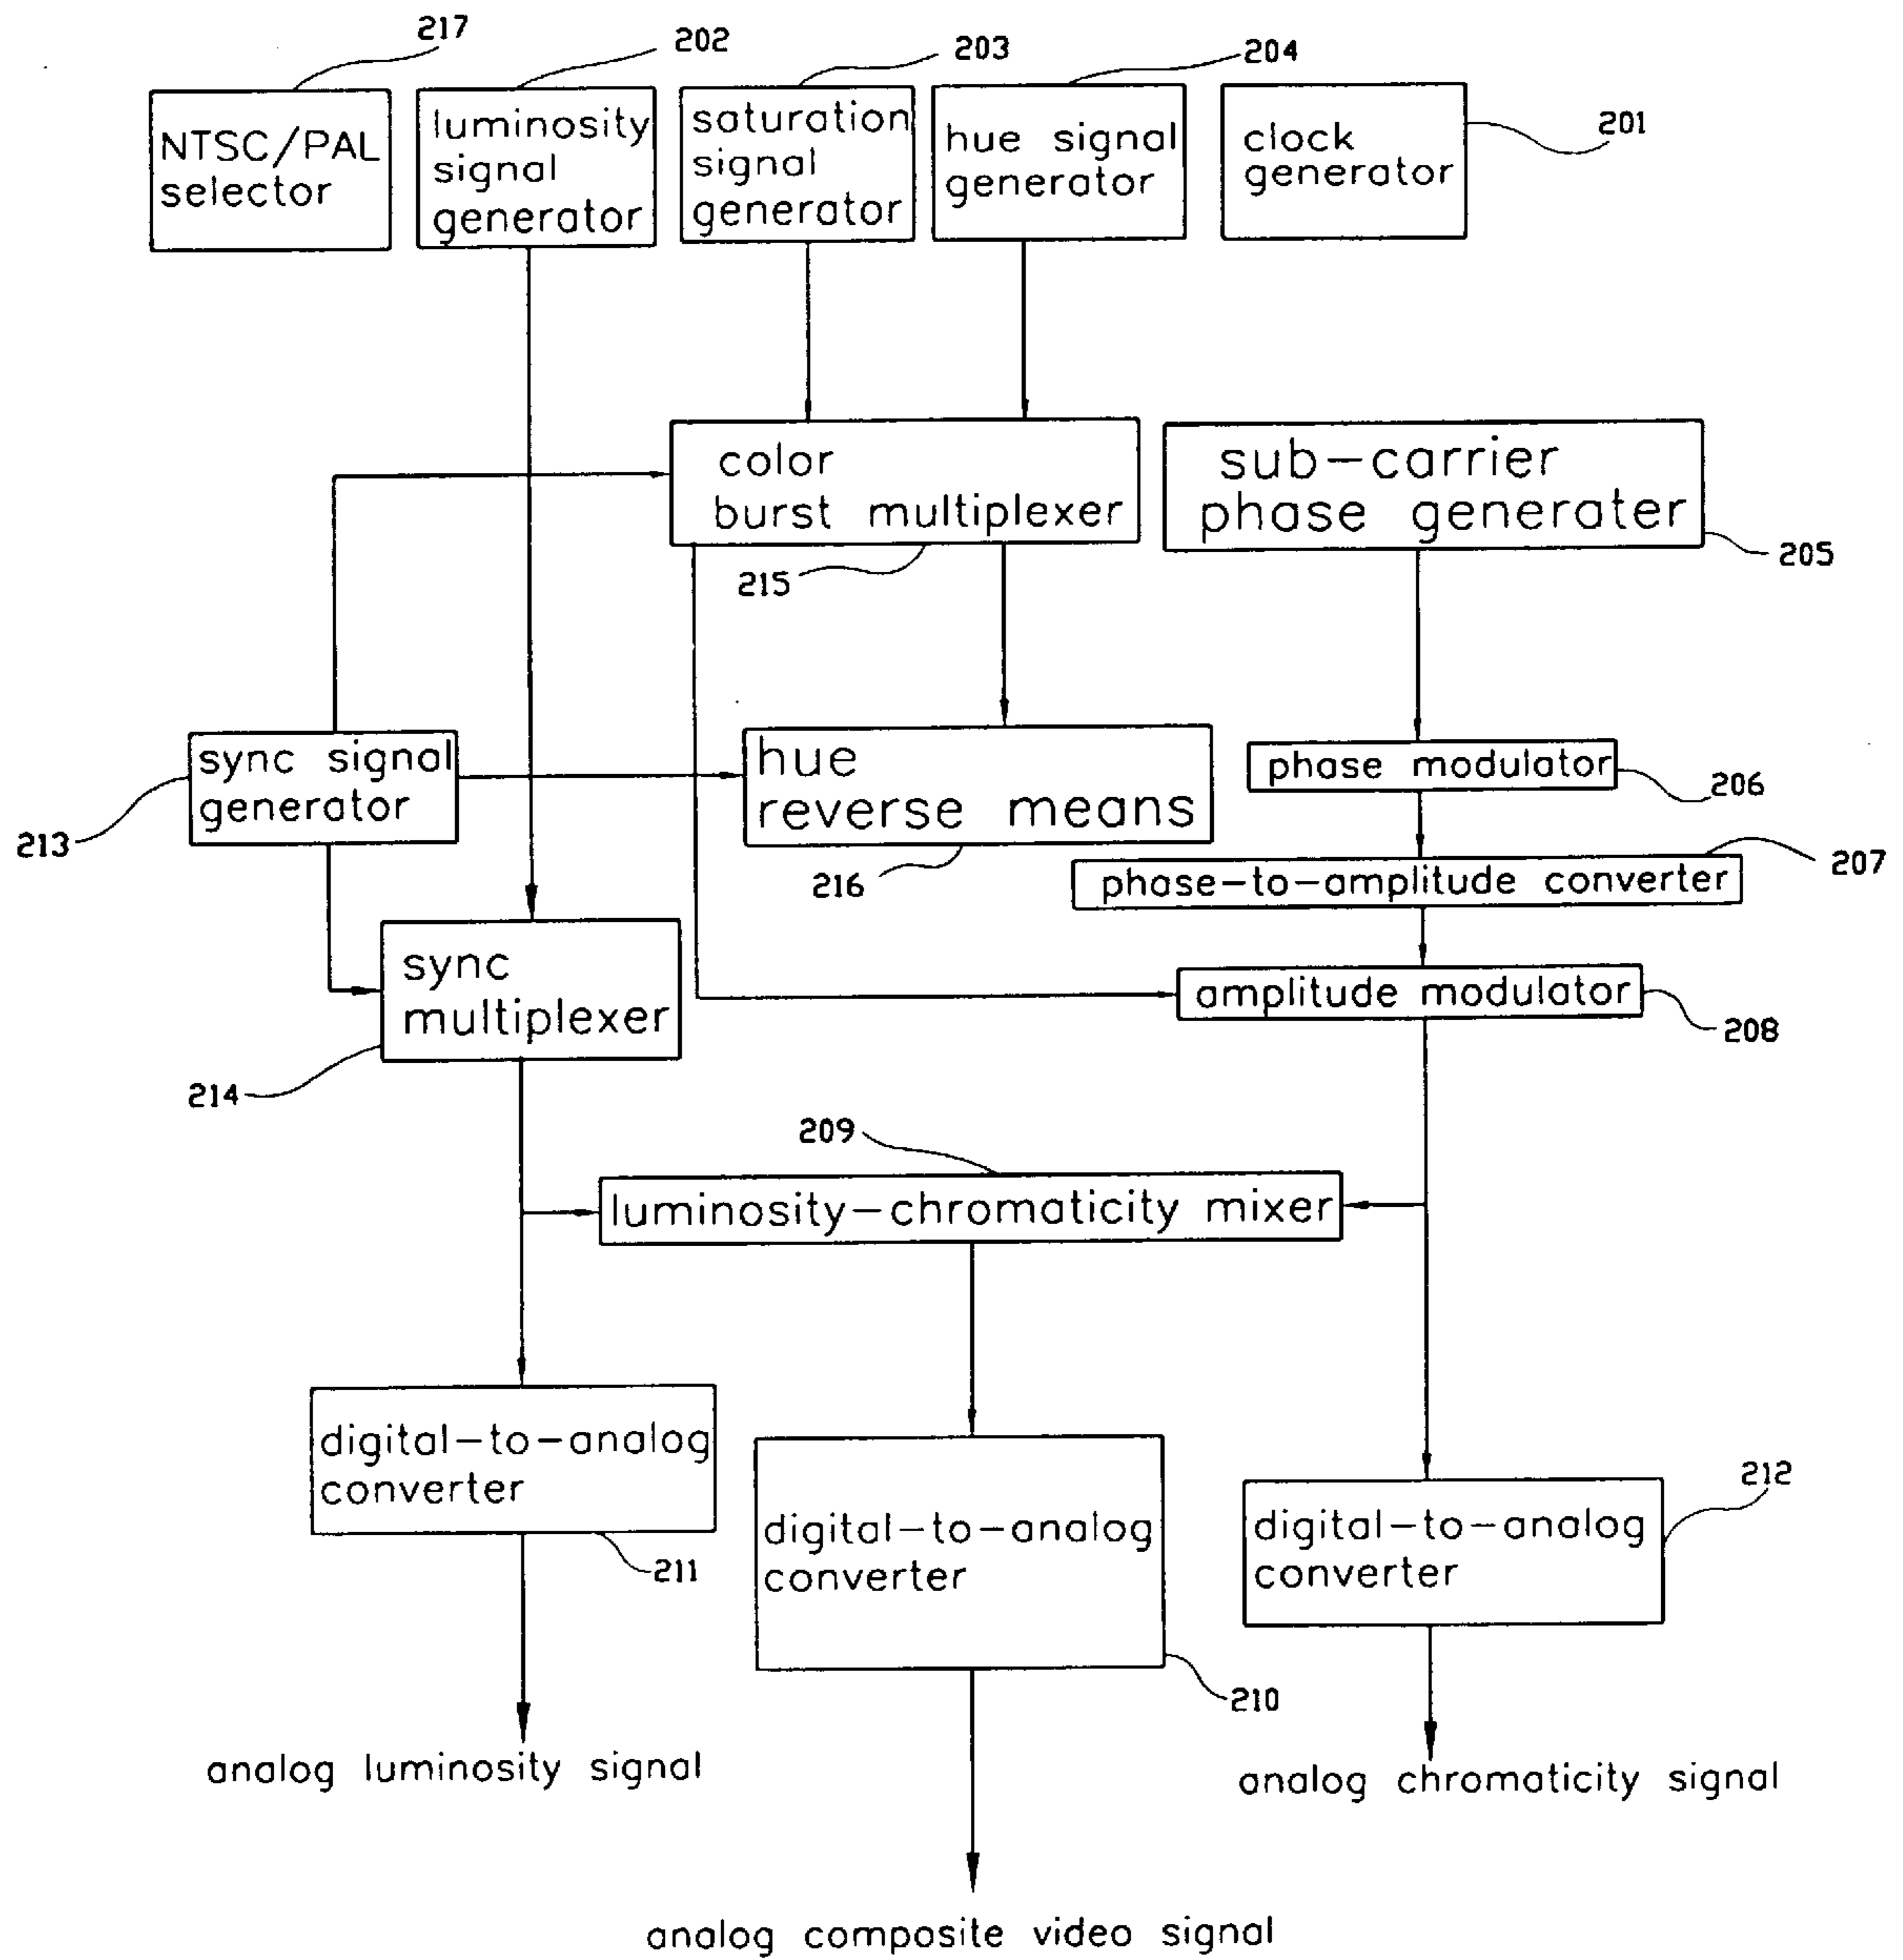 217
202
203
204
201
NTSC/PAL
selector
luminosity
signal
generator
saturation
signal
generator
hue signal
generator
clock
generator
color
burst multiplexer
215
sub-carrier
phase generater
205
sync signal
generator
213
hue
reverse means
216
phase modulator
206
phase-to-amplitude converter
207
sync
multiplexer
214
amplitude modulator
208
209
luminosity-chromaticity mixer
digital-to-analog
converter
211
digital-to-analog
converter
210
digital-to-analog
converter
212
analog luminosity signal
analog chromaticity signal
analog composite video signal